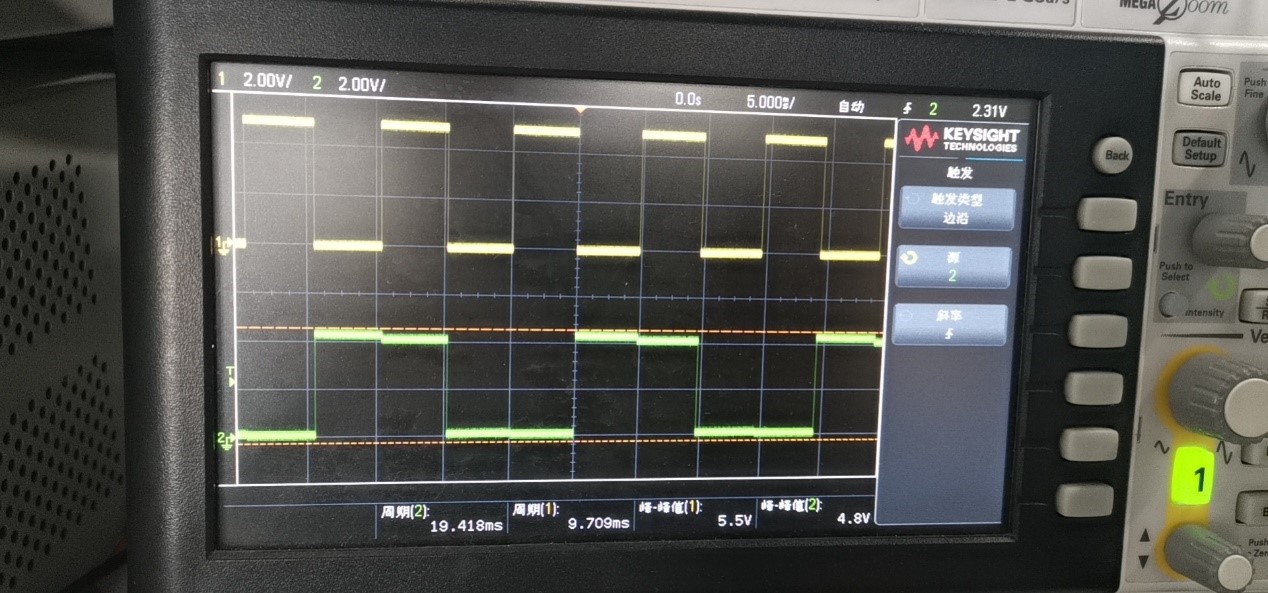 MEGA Zoom
1 2.00V/ 2 2.00V/ 0.0s 5.000ms/ 自动 2 2.31V
KEYSIGHT
TECHNOLOGIES
触发
触发类型
边沿
源
2
斜率
1
T
2
周期(2):
19.418ms
周期(1):
9.709ms
峰-峰值(1):
5.5V
峰-峰值(2):
4.8V
Back
Auto
Scale
Default
Setup
Push
Fine
Entry
Push to
Select
Intensity
1
Push